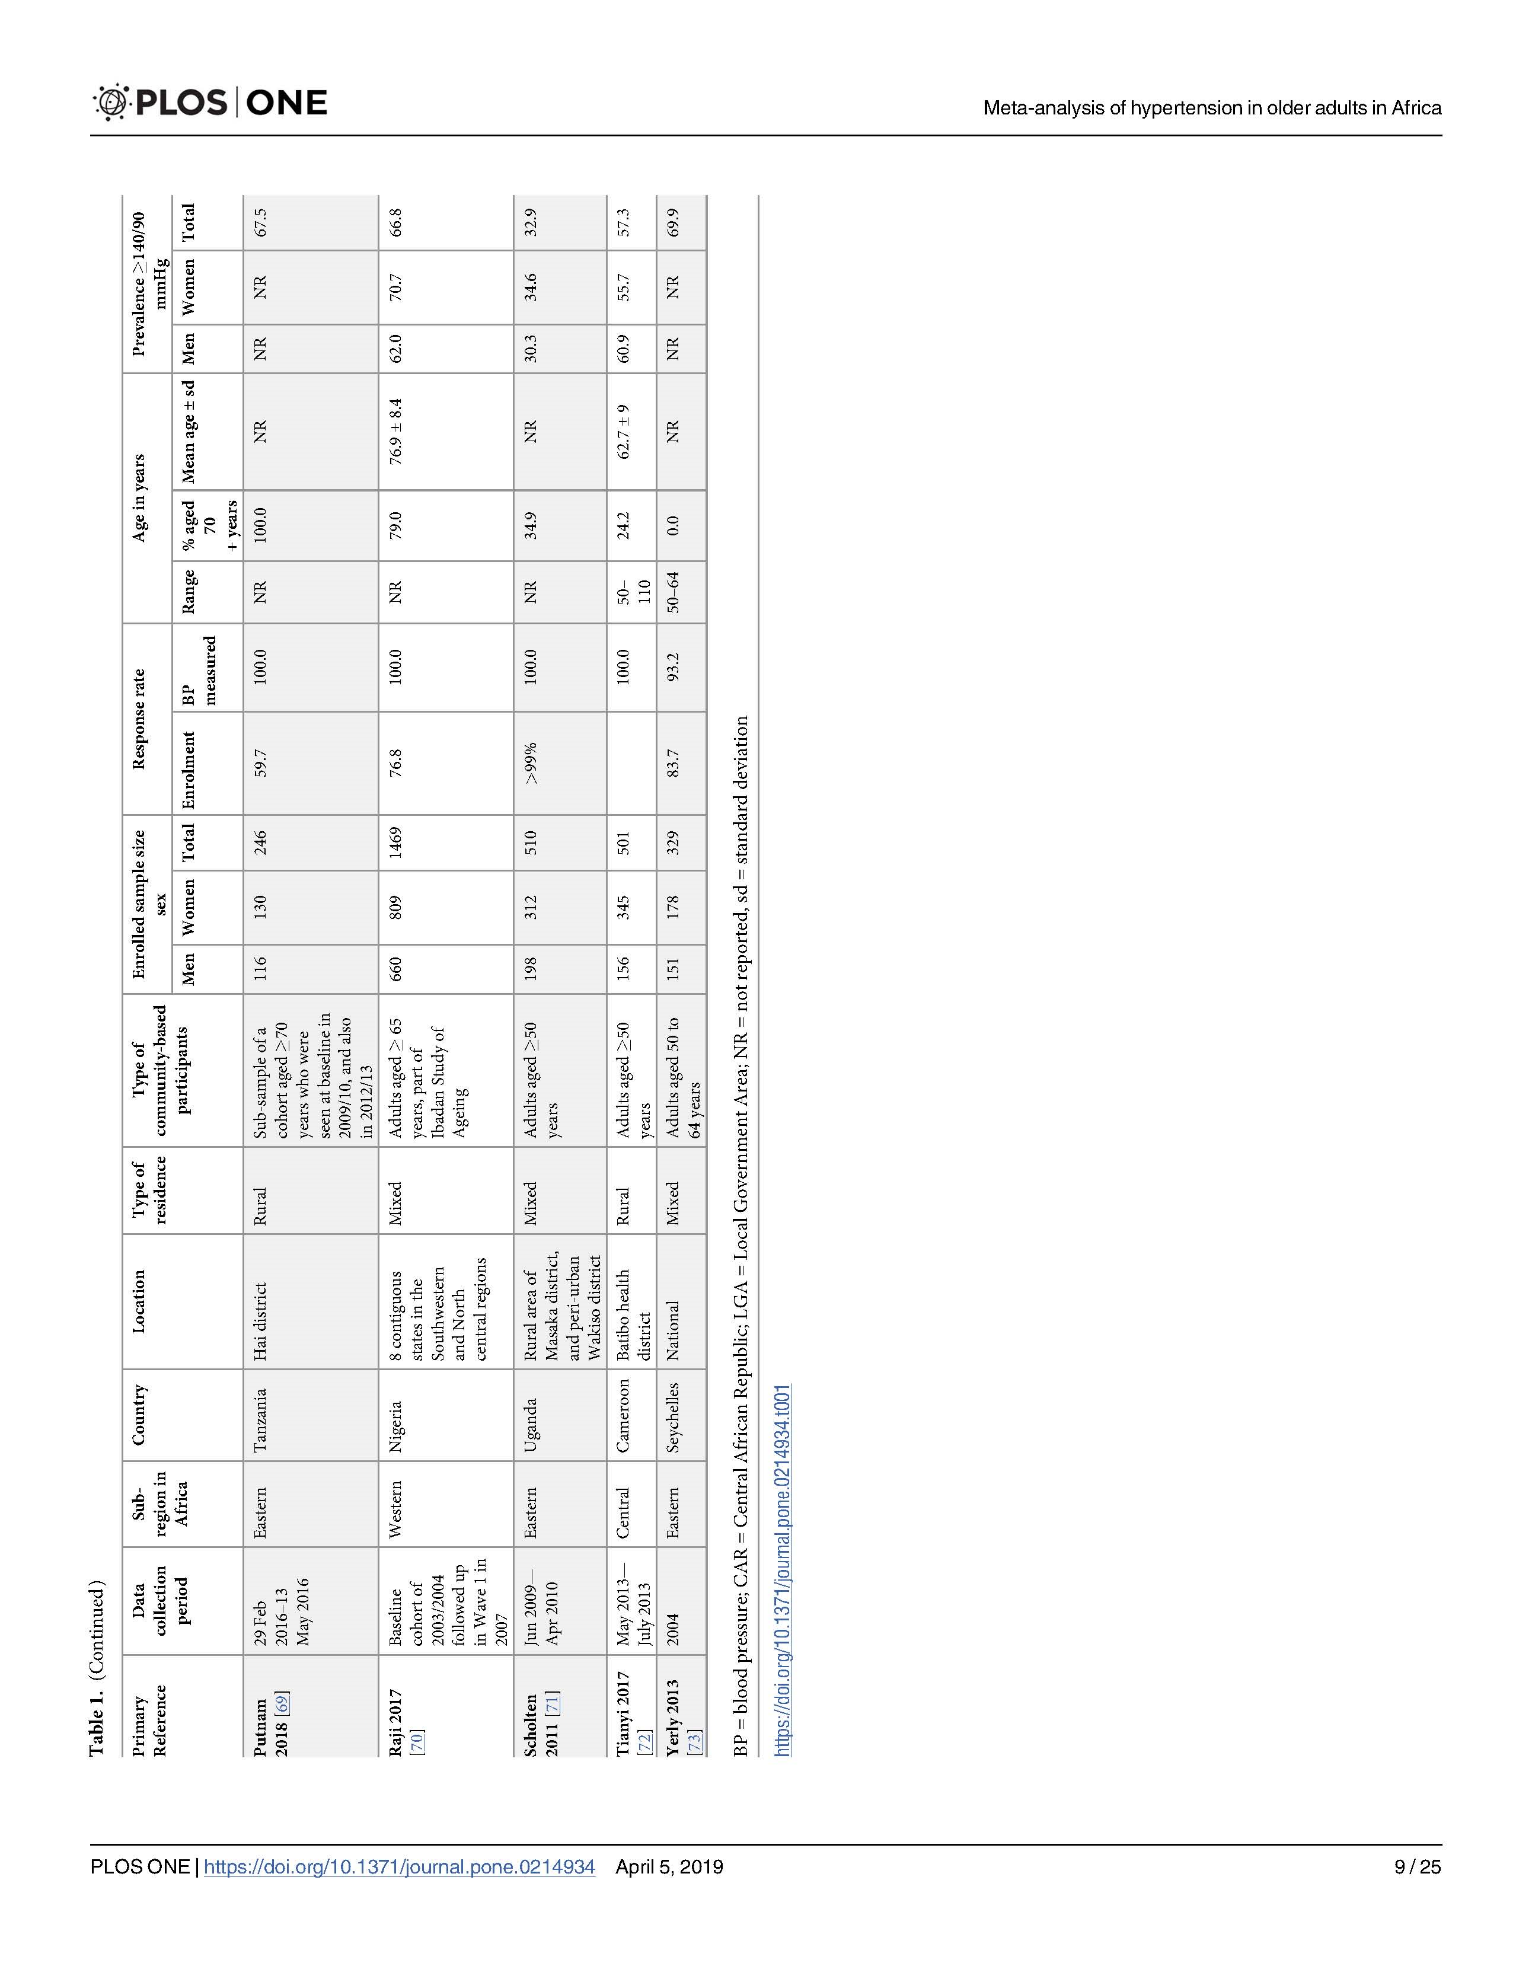 PLOS | ONE
Meta-analysis of hypertension in older adults in Africa
Table 1. (Continued)
Primary Reference | Data collection period | Sub-region in Africa | Country | Location | Type of residence | Type of community-based participants | Enrolled sample size sex | Response rate | Age in years | Prevalence ≥140/90 mmHg
Men | Women | Total | Enrolment | BP measured | Range | % aged 70 + years | Mean age ± sd | Men | Women | Total
Putnam 2018 [69] | 29 Feb 2016–13 May 2016 | Eastern | Tanzania | Hai district | Rural | Sub-sample of a cohort aged ≥70 years who were seen at baseline in 2009/10, and also in 2012/13 | 116 | 130 | 246 | 59.7 | 100.0 | NR | 100.0 | NR | NR | NR | 67.5
Raji 2017 [70] | Baseline cohort of 2003/2004 followed up in Wave 1 in 2007 | Western | Nigeria | 8 contiguous states in the Southwestern and North central regions | Mixed | Adults aged ≥ 65 years, part of Ibadan Study of Ageing | 660 | 809 | 1469 | 76.8 | 100.0 | NR | 79.0 | 76.9 ± 8.4 | 62.0 | 70.7 | 66.8
Scholten 2011 [71] | Jun 2009—Apr 2010 | Eastern | Uganda | Rural area of Masaka district, and peri-urban Wakiso district | Mixed | Adults aged ≥50 years | 198 | 312 | 510 | >99% | 100.0 | NR | 34.9 | NR | 30.3 | 34.6 | 32.9
Tianyi 2017 [72] | May 2013—July 2013 | Central | Cameroon | Batibo health district | Rural | Adults aged ≥50 years | 156 | 345 | 501 | | 100.0 | 50–110 | 24.2 | 62.7 ± 9 | 60.9 | 55.7 | 57.3
Yerly 2013 [73] | 2004 | Eastern | Seychelles | National | Mixed | Adults aged 50 to 64 years | 151 | 178 | 329 | 83.7 | 93.2 | 50–64 | 0.0 | NR | NR | NR | 69.9
BP = blood pressure; CAR = Central African Republic; LGA = Local Government Area; NR = not reported, sd = standard deviation
https://doi.org/10.1371/journal.pone.0214934.t001
PLOS ONE | https://doi.org/10.1371/journal.pone.0214934 April 5, 2019
9 / 25